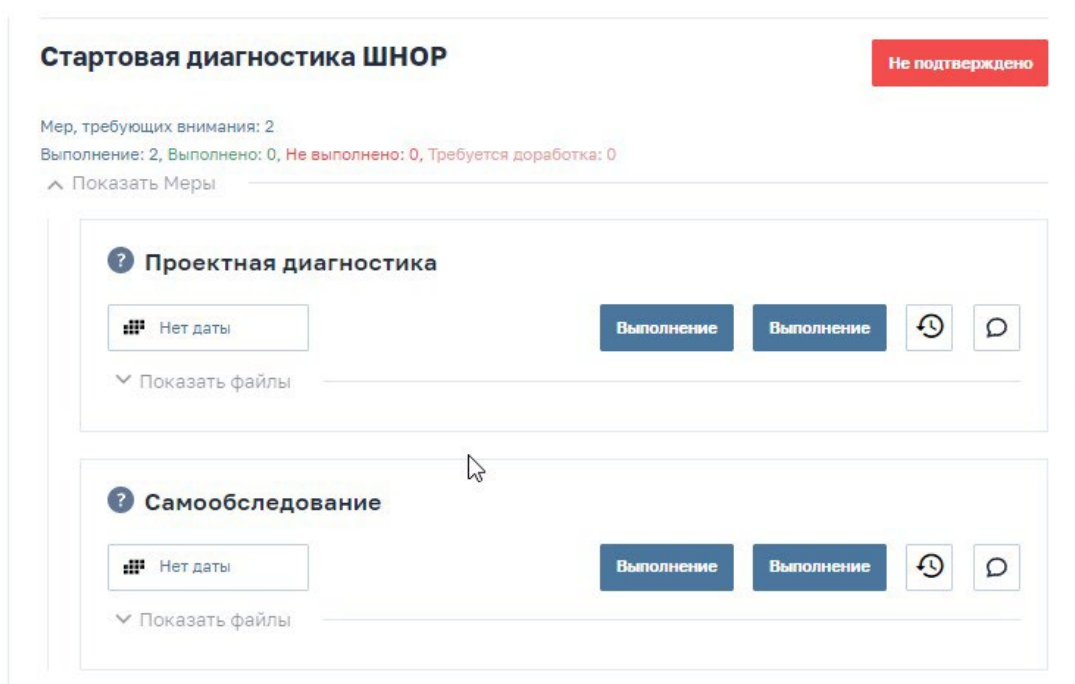 Стартовая диагностика ШНОР
Не подтверждено
Мер, требующих внимания: 2
Выполнение: 2, Выполнено: 0, Не выполнено: 0, Требуется доработка: 0
Показать Меры
? Проектная диагностика
Нет даты
Выполнение Выполнение
Показать файлы
? Самообследование
Нет даты
Выполнение Выполнение
Показать файлы